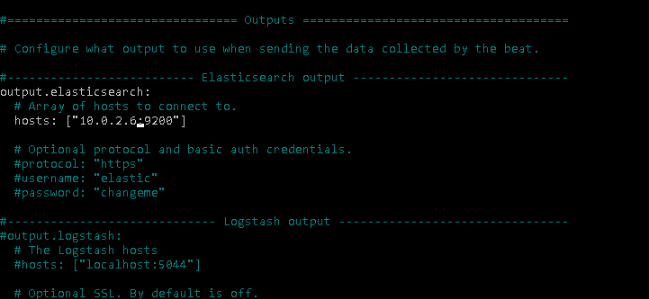 #================================ Outputs =====================================
# Configure what output to use when sending the data collected by the beat.
#-------------------------- Elasticsearch output ------------------------------
output.elasticsearch:
  # Array of hosts to connect to.
  hosts: ["10.0.2.6:9200"]
  # Optional protocol and basic auth credentials.
  #protocol: "https"
  #username: "elastic"
  #password: "changeme"
#----------------------------- Logstash output --------------------------------
#output.logstash:
  # The Logstash hosts
  #hosts: ["localhost:5044"]
  # Optional SSL. By default is off.